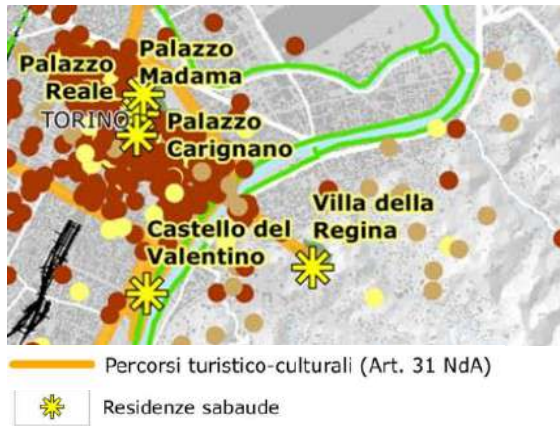 Palazzo
Madama
Palazzo
Reale
TORINO
Palazzo
Carignano
Villa della
Regina
Castello del
Valentino
Percorsi turistico-culturali (Art. 31 NdA)
Residenze sabaude